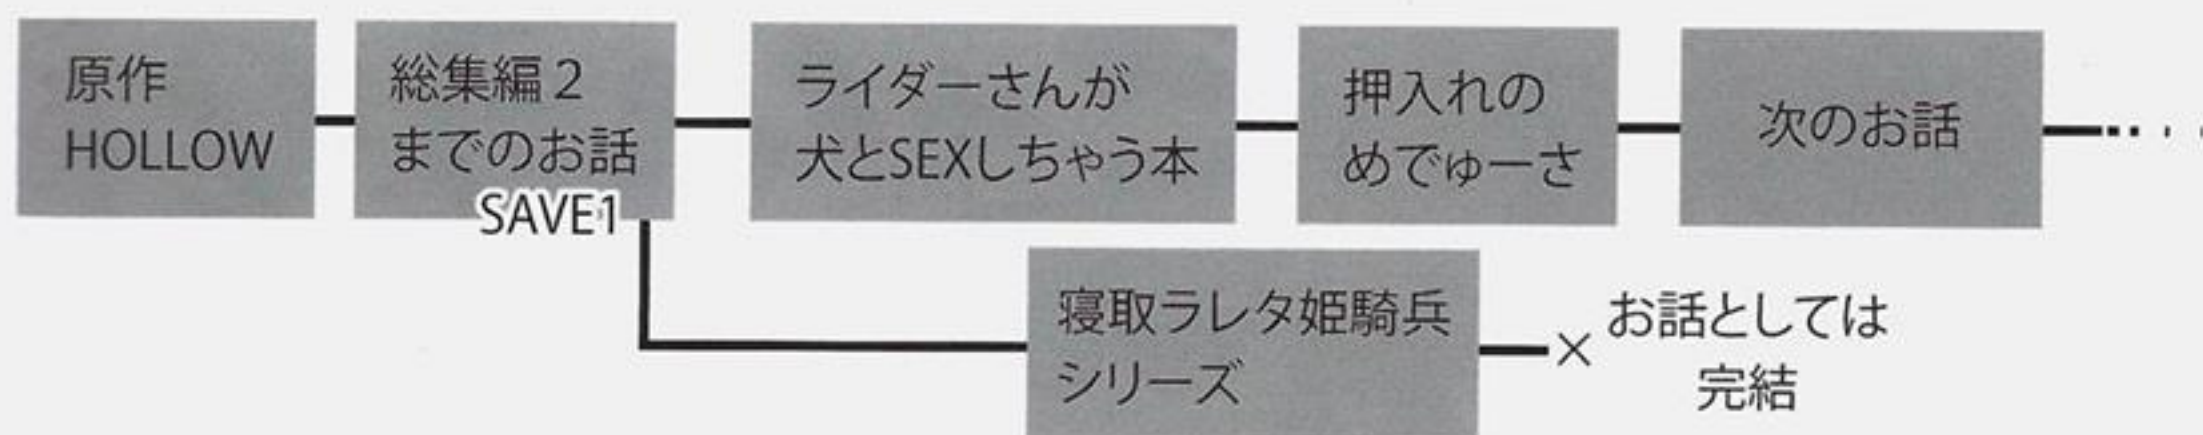 原作
HOLLOW
総集編２
までのお話
SAVE1
ライダーさんが
犬とSEXしちゃう本
押入れの
めでゅーさ
次のお話
寝取ラレタ姫騎兵
シリーズ
×
お話としては
完結